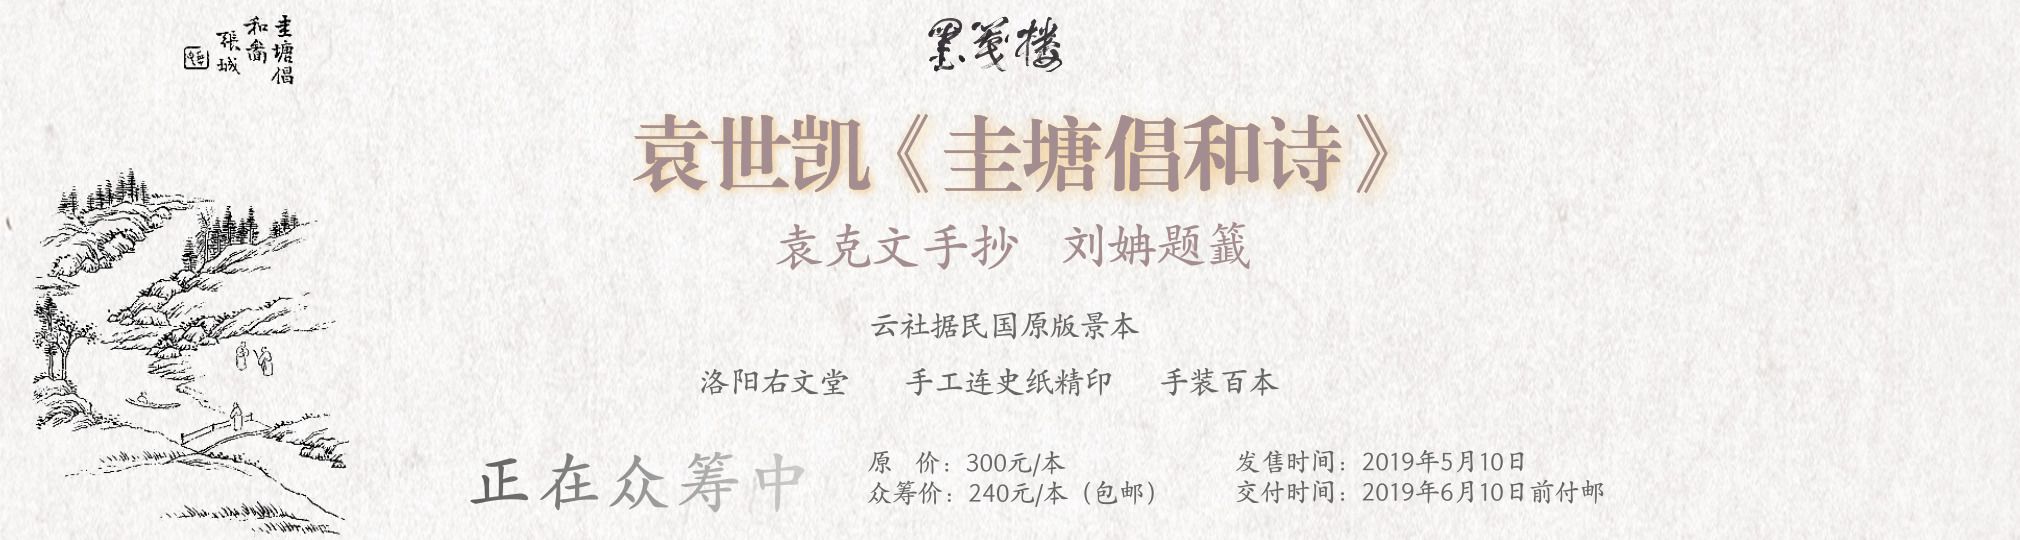 圭塘倡
和啚
張城
墨笺楼
袁世凯《圭塘倡和诗》
袁克文手抄 刘姌题籤
云社据民国原版景本
洛阳右文堂 手工连史纸精印 手装百本
正在众筹中
原 价：300元/本
众筹价：240元/本（包邮）
发售时间：2019年5月10日
交付时间：2019年6月10日前付邮